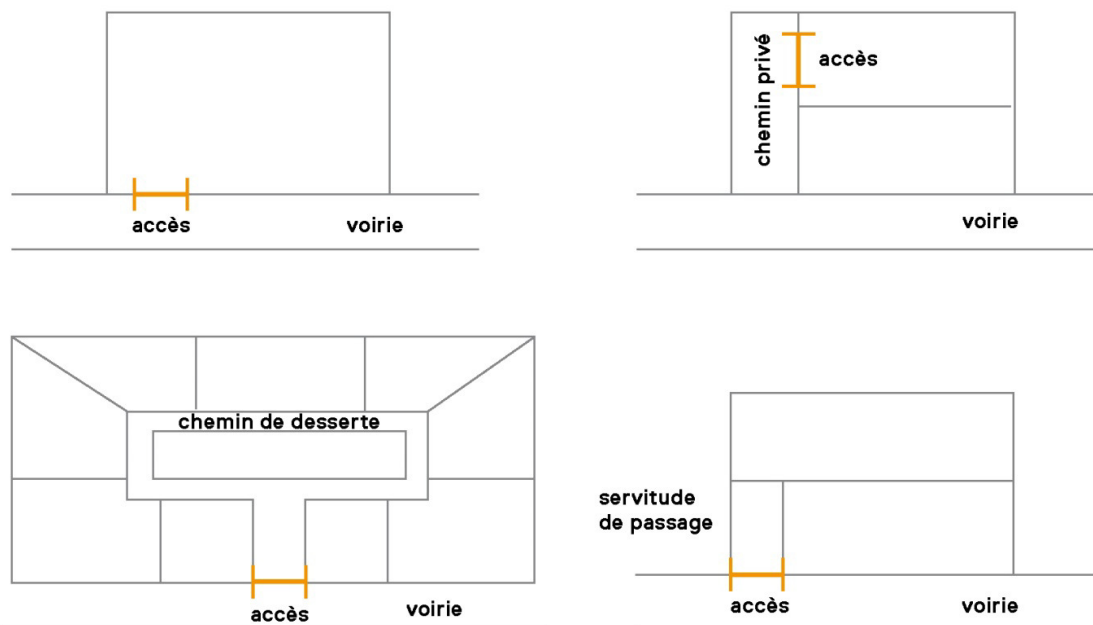 accès
voirie
chemin privé
accès
voirie
chemin de desserte
accès
voirie
servitude
de passage
accès
voirie